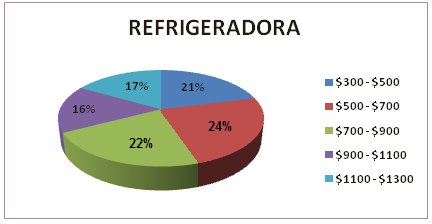 REFRIGERADORA
17%
21%
16%
24%
22%
$300 - $500
$500 - $700
$700 - $900
$900 - $1100
$1100 - $1300